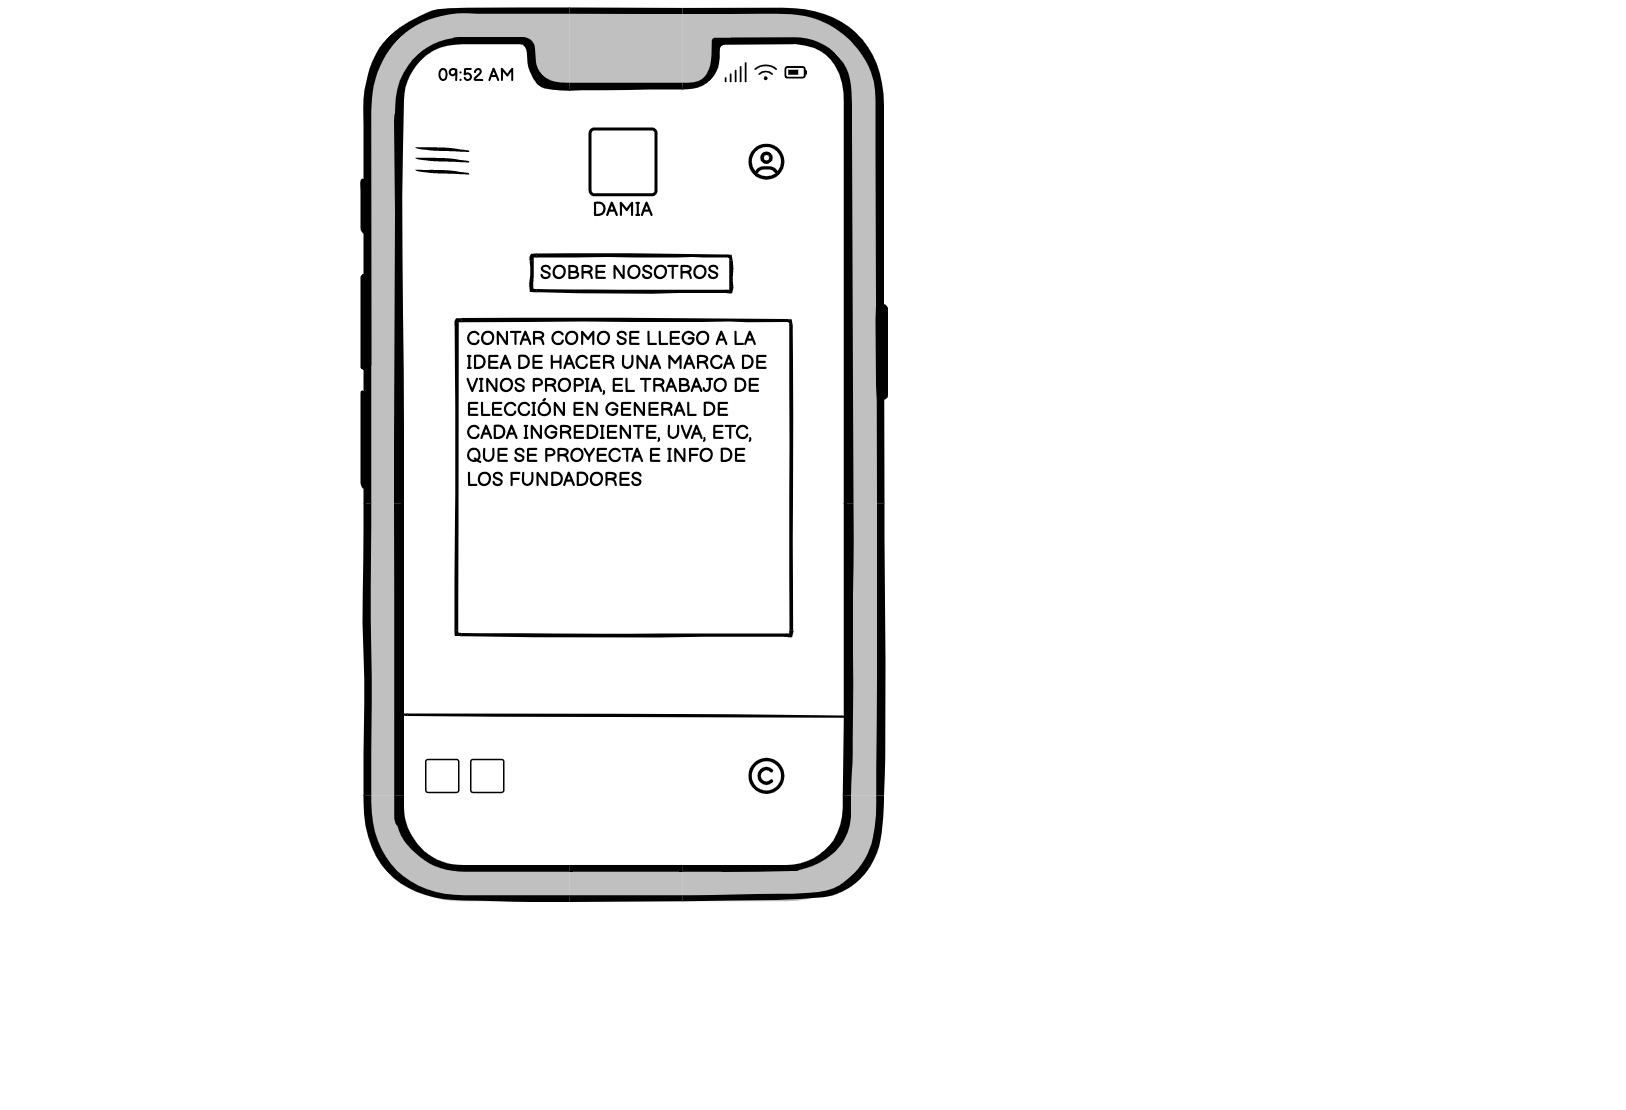 09:52 AM
DAMIA
SOBRE NOSOTROS
CONTAR COMO SE LLEGO A LA
IDEA DE HACER UNA MARCA DE
VINOS PROPIA, EL TRABAJO DE
ELECCIÓN EN GENERAL DE
CADA INGREDIENTE, UVA, ETC,
QUE SE PROYECTA E INFO DE
LOS FUNDADORES
©